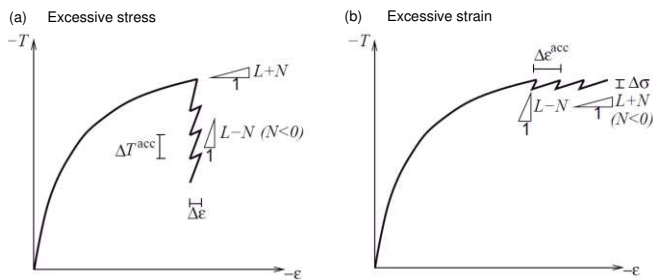 (a) Excessive stress
−T
L+N
1
L−N (N<0)
1
ΔT^acc
Δε
−ε
(b) Excessive strain
−T
Δε^acc
Δσ
L−N
1
L+N
1
(N<0)
−ε